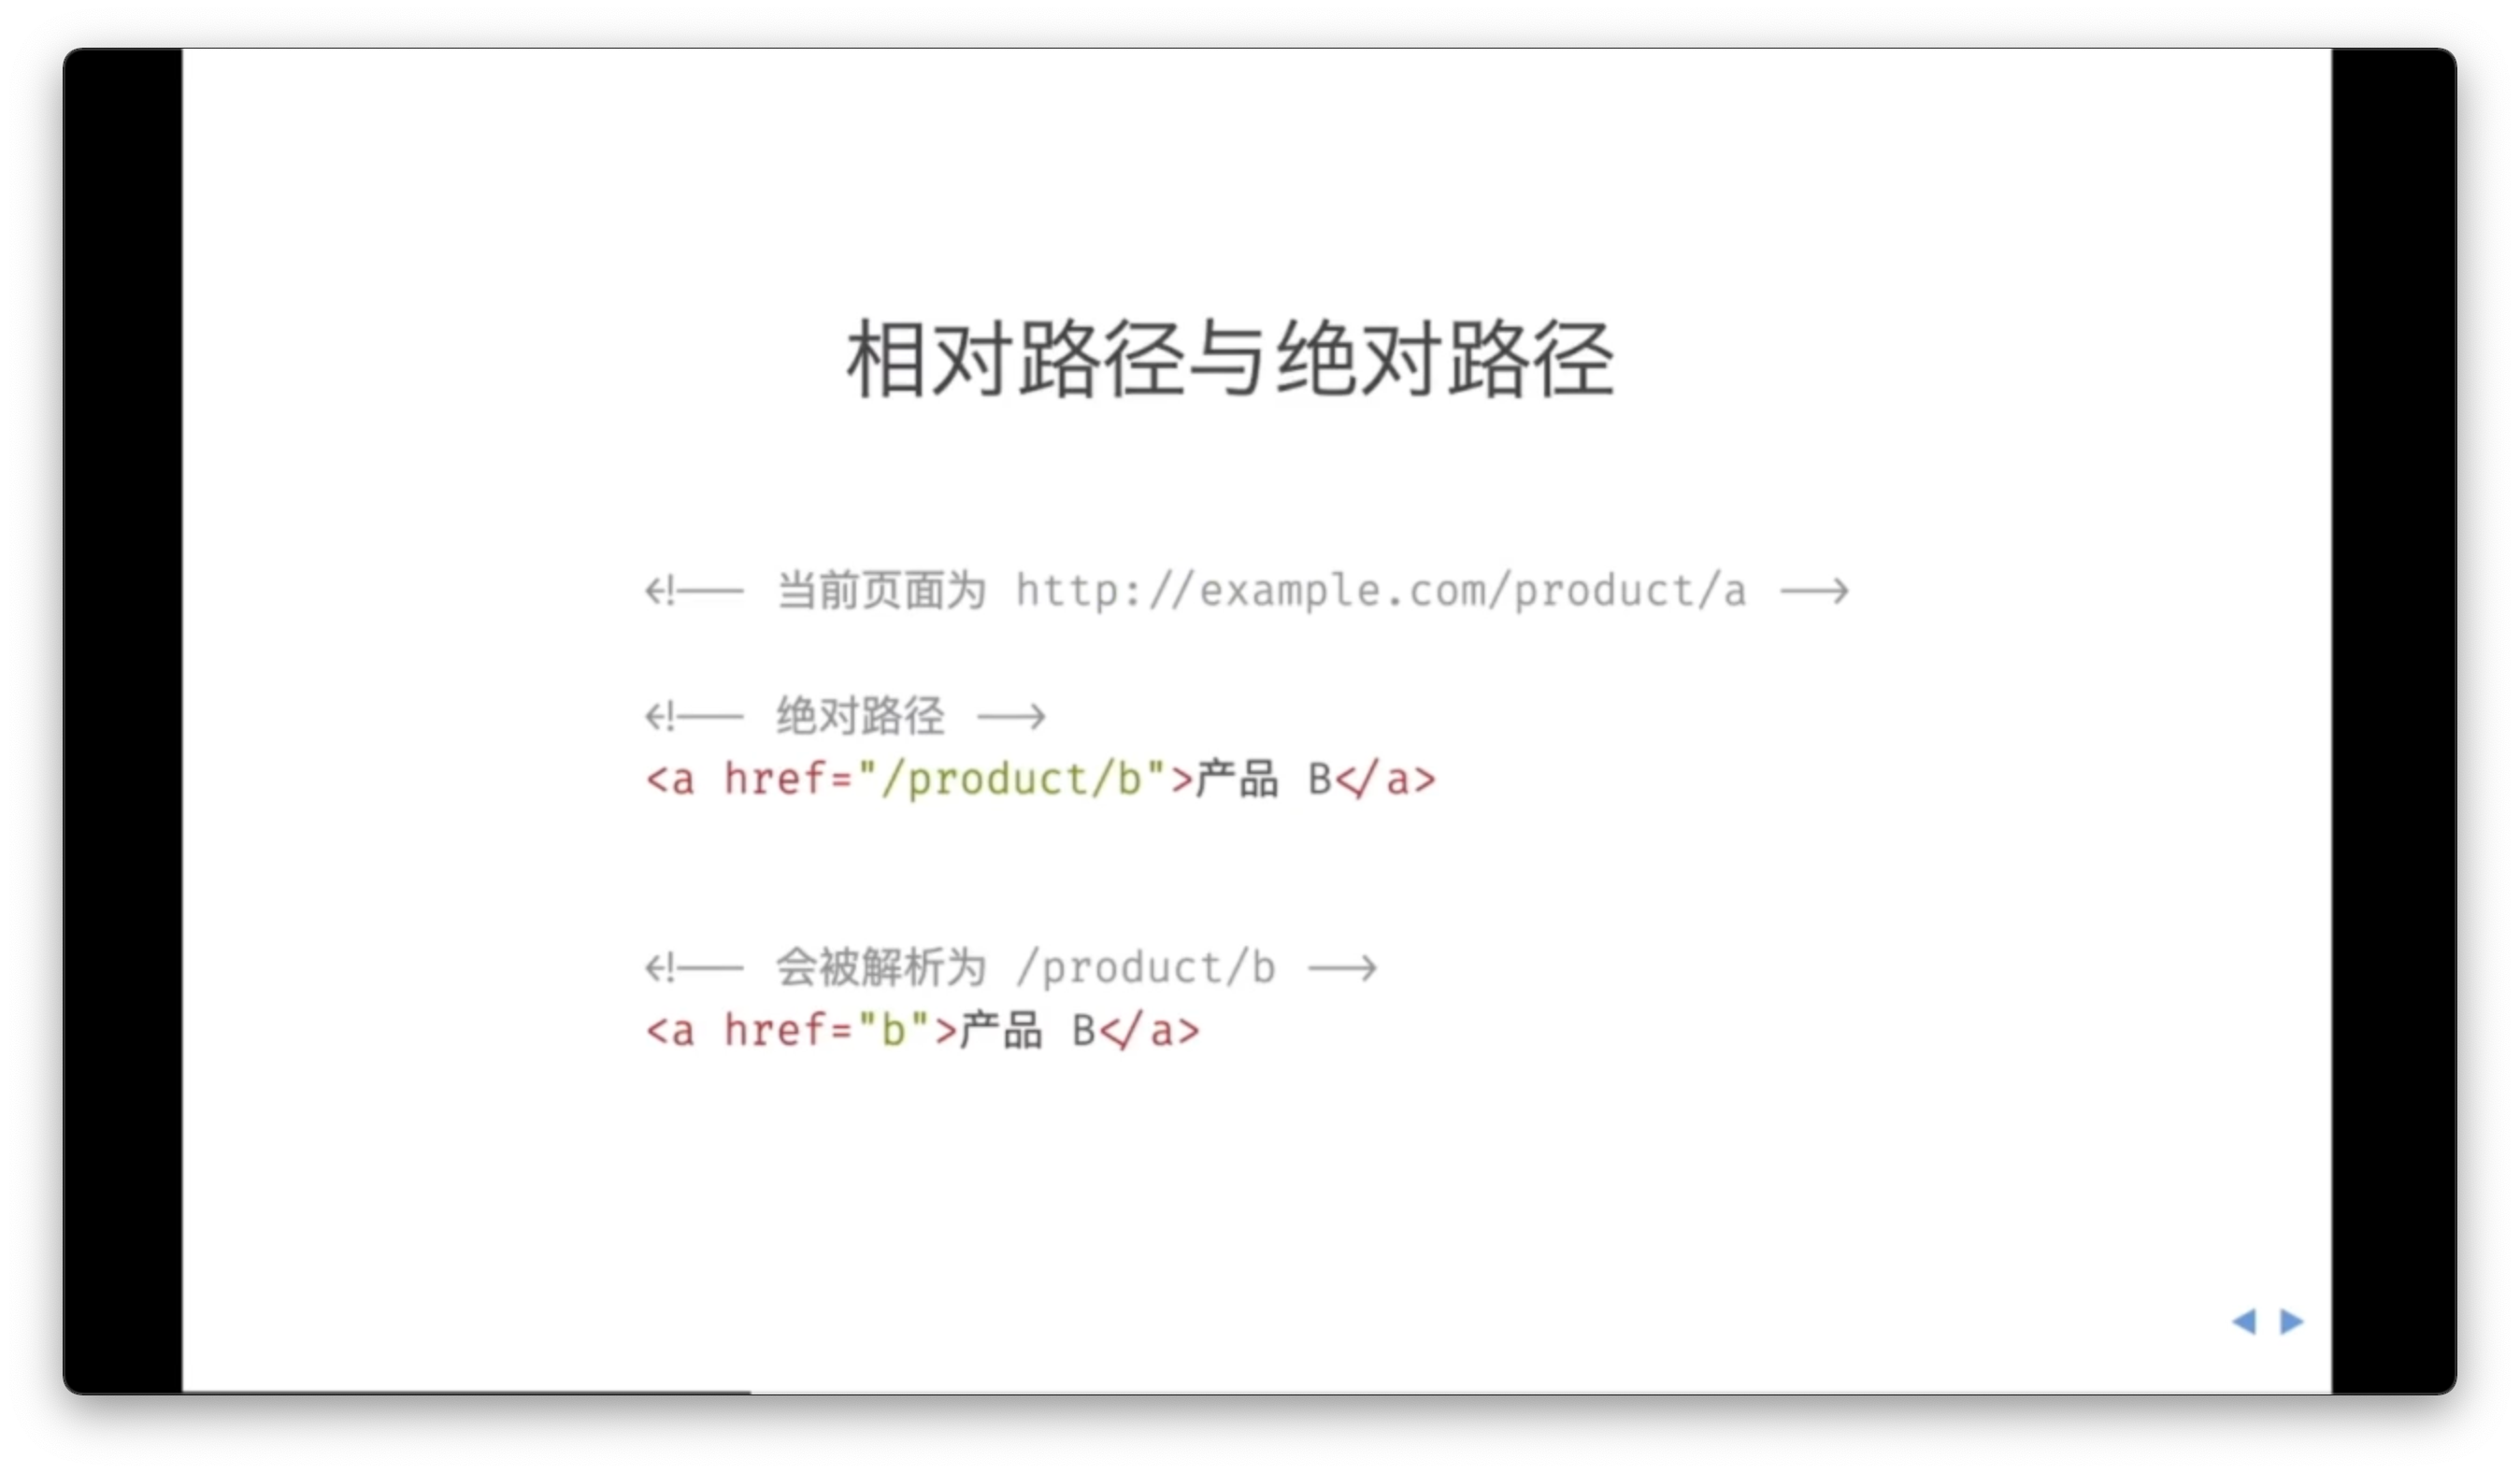 相对路径与绝对路径
<!-- 当前页面为 http://example.com/product/a -->
<!-- 绝对路径 -->
<a href="/product/b">产品 B</a>
<!-- 会被解析为 /product/b -->
<a href="b">产品 B</a>